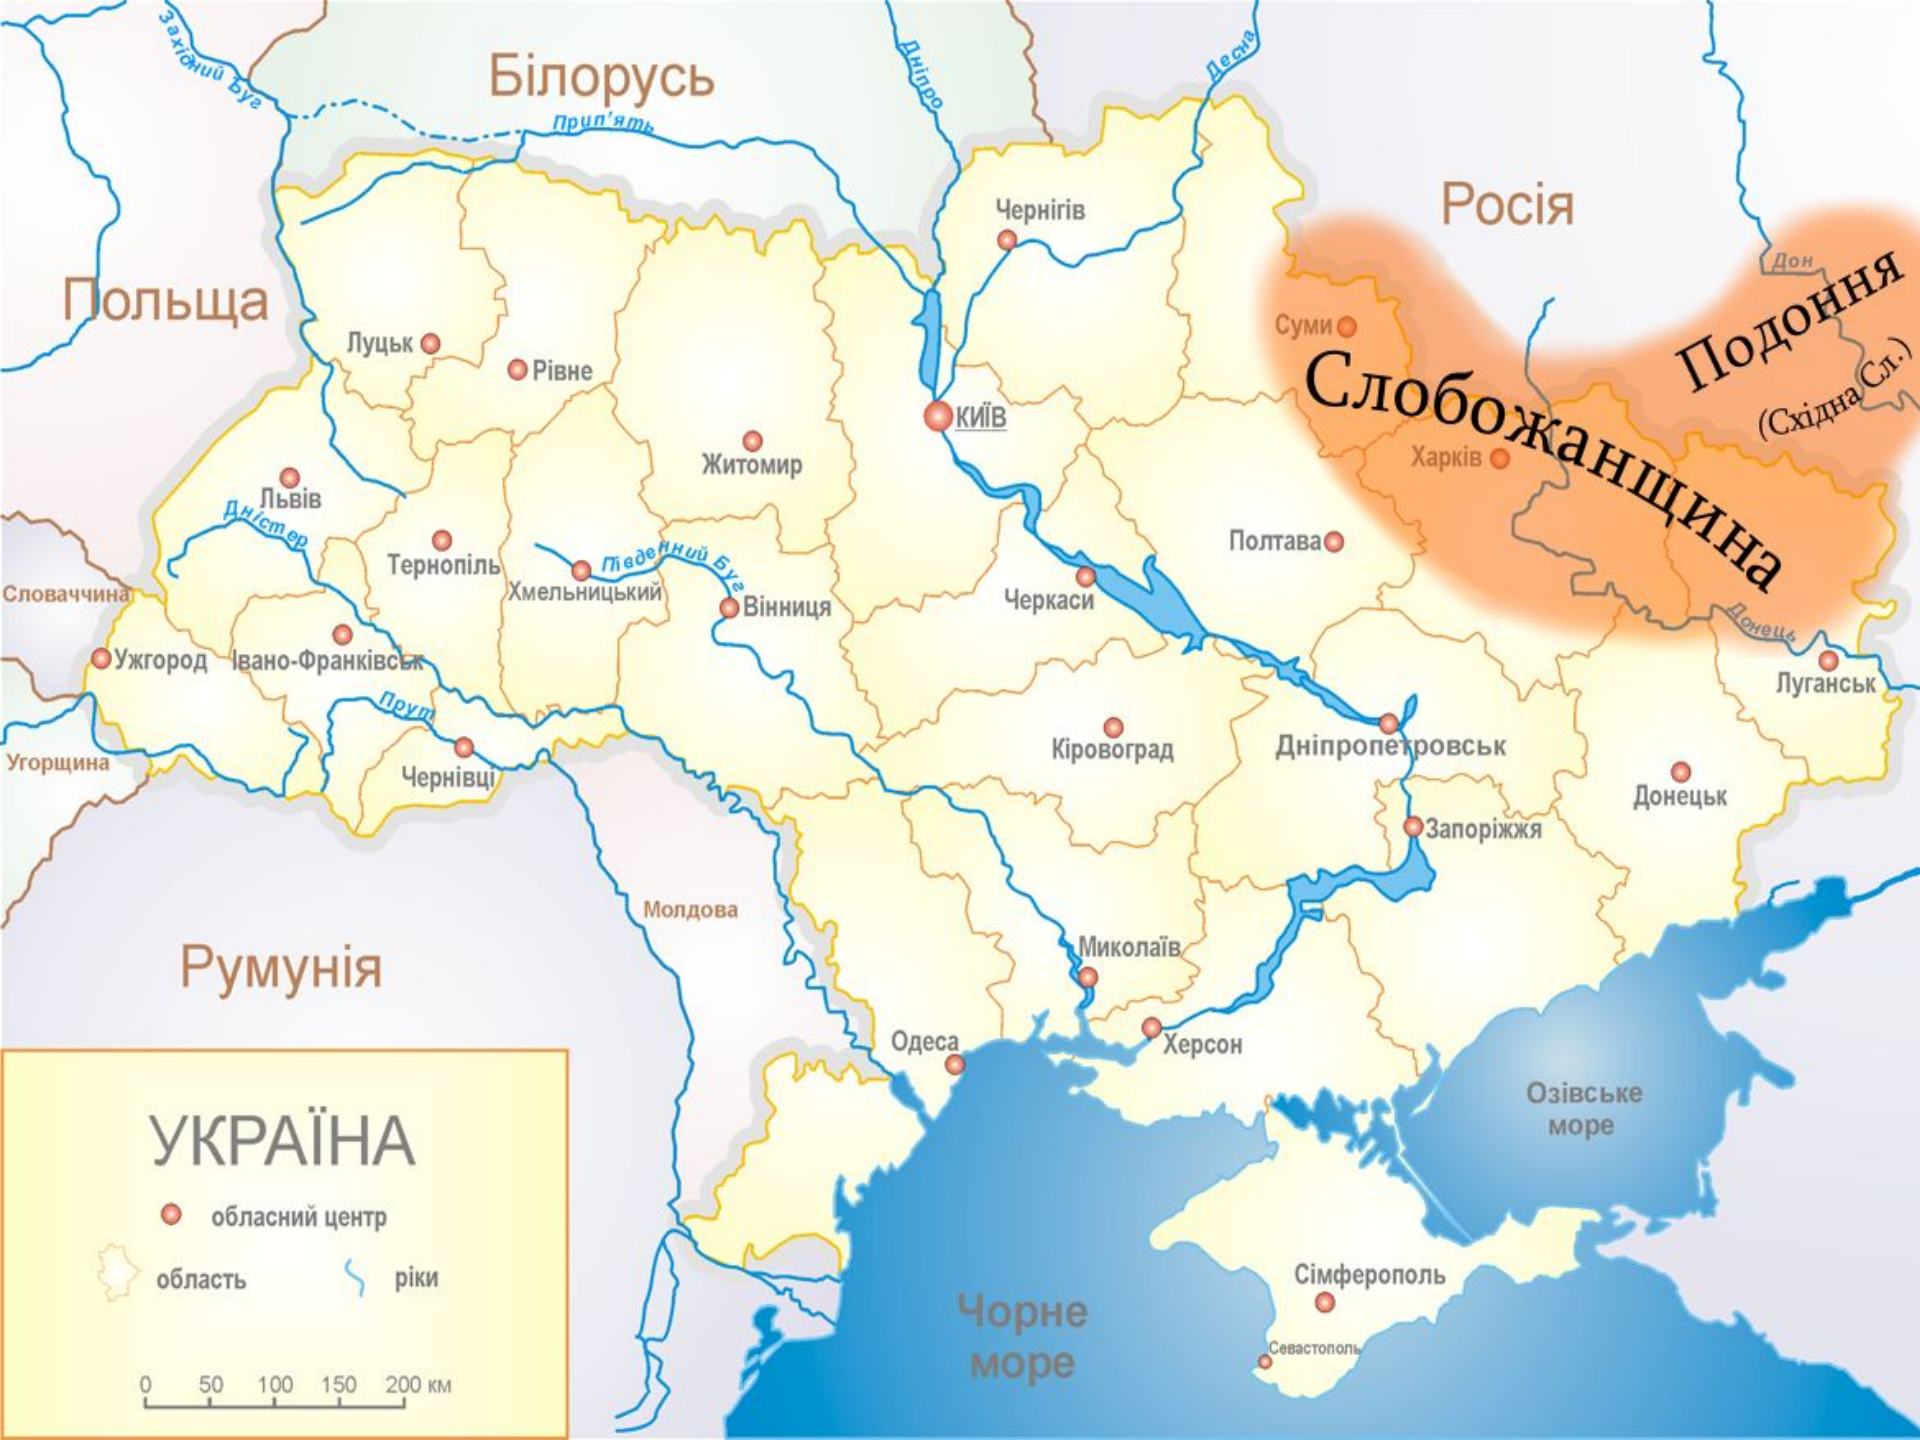 Західний Буг
Дніпро
Десна
Білорусь
Прип'ять
Росія
Чернігів
Дон
Подоння
(Східна Сл.)
Польща
Суми
Слобожанщина
Луцьк
Рівне
КИЇВ
Житомир
Харків
Львів
Дністер
Полтава
Тернопіль
Південний Буг
Хмельницький
Словаччина
Вінниця
Черкаси
Донець
Ужгород
Івано-Франківськ
Луганськ
Прут
Кіровоград
Дніпропетровськ
Угорщина
Чернівці
Донецьк
Запоріжжя
Молдова
Миколаїв
Румунія
Одеса
Херсон
Озівське
море
УКРАЇНА
обласний центр
область
ріки
0 50 100 150 200 км
Сімферополь
Севастополь
Чорне
море